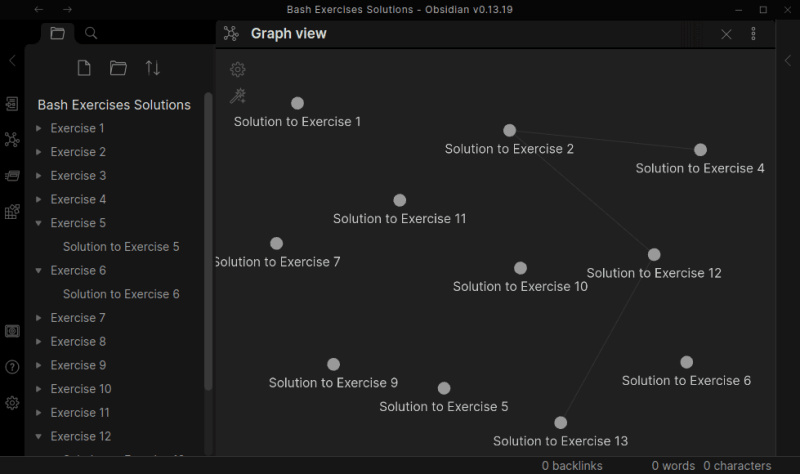 Bash Exercises Solutions - Obsidian v0.13.19
Graph view
Bash Exercises Solutions
Exercise 1
Exercise 2
Exercise 3
Exercise 4
Exercise 5
Solution to Exercise 5
Exercise 6
Solution to Exercise 6
Exercise 7
Exercise 8
Exercise 9
Exercise 10
Exercise 11
Exercise 12
Solution to Exercise 1
Solution to Exercise 2
Solution to Exercise 4
Solution to Exercise 11
Solution to Exercise 7
Solution to Exercise 12
Solution to Exercise 10
Solution to Exercise 9
Solution to Exercise 6
Solution to Exercise 5
Solution to Exercise 13
0 backlinks 0 words 0 characters